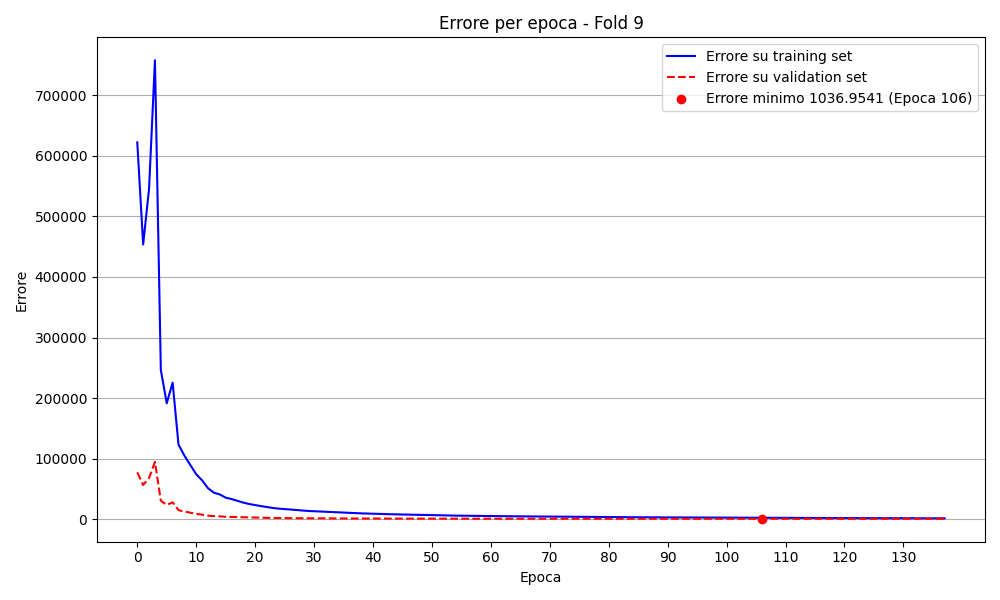 Errore per epoca - Fold 9
Errore su training set
Errore su validation set
Errore minimo 1036.9541 (Epoca 106)
Errore
700000
600000
500000
400000
300000
200000
100000
0
0 10 20 30 40 50 60 70 80 90 100 110 120 130
Epoca